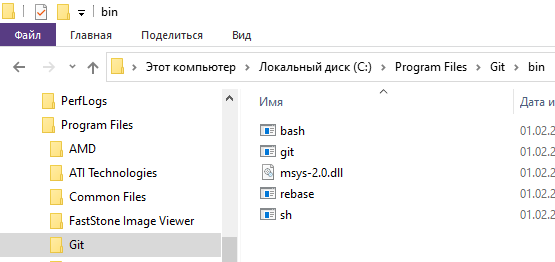 bin
Файл Главная Поделиться Вид
Этот компьютер Локальный диск (C:) Program Files Git bin
PerfLogs
Program Files
AMD
ATI Technologies
Common Files
FastStone Image Viewer
Git
Имя Дата и
bash 01.02.2
git 01.02.2
msys-2.0.dll 01.02.2
rebase 01.02.2
sh 01.02.2